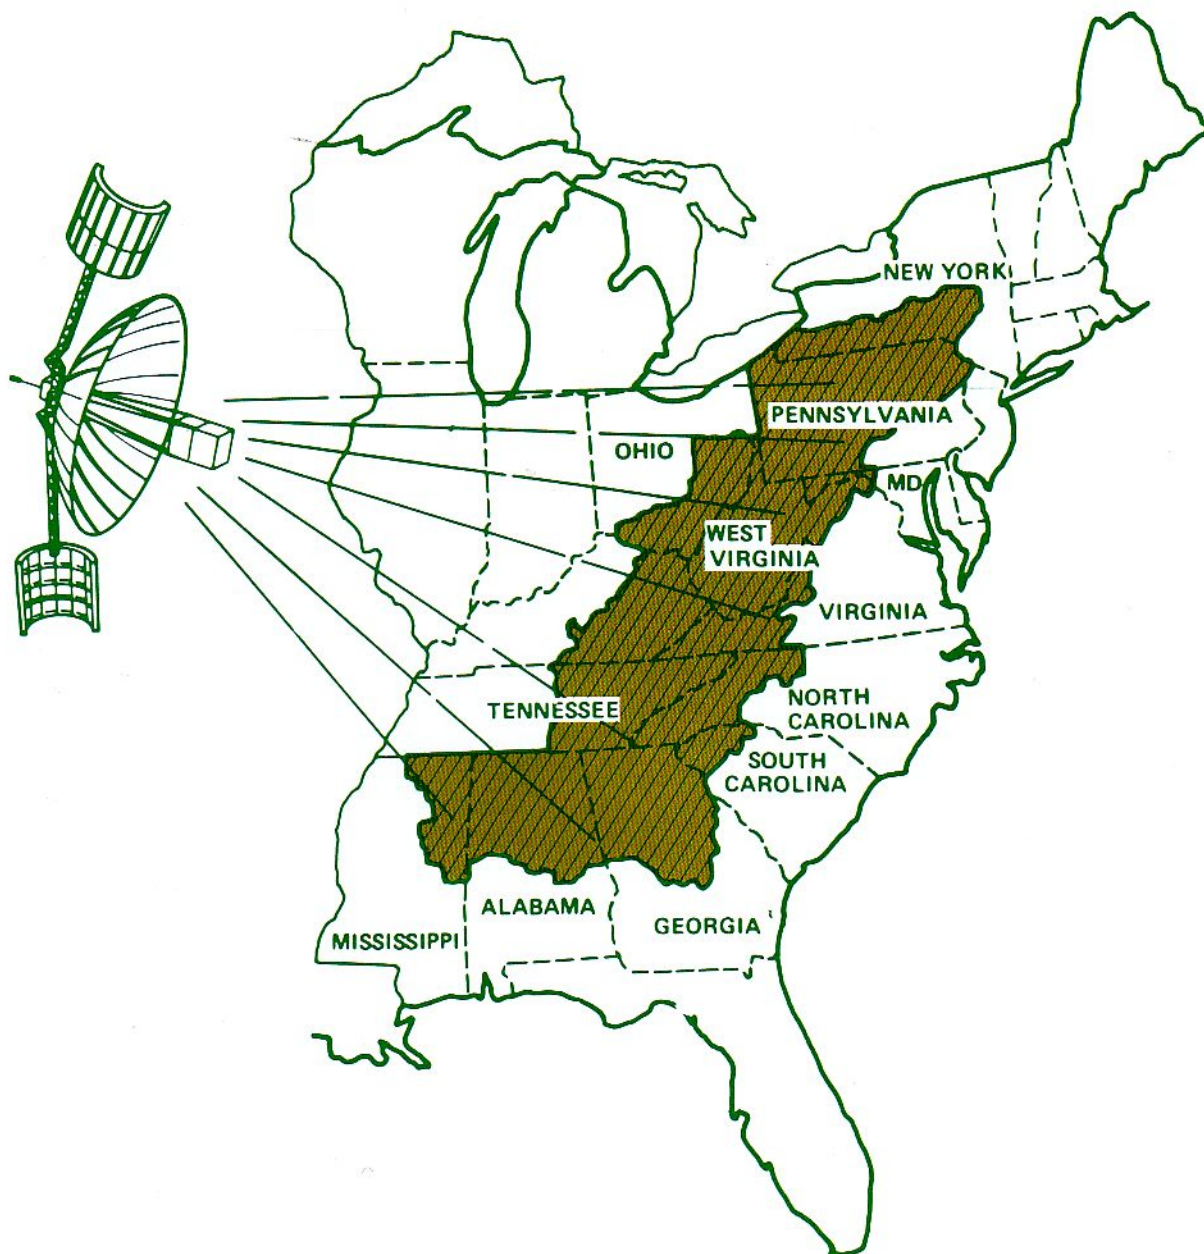 NEW YORK
PENNSYLVANIA
OHIO
MD
WEST
VIRGINIA
VIRGINIA
NORTH
CAROLINA
TENNESSEE
SOUTH
CAROLINA
ALABAMA
GEORGIA
MISSISSIPPI